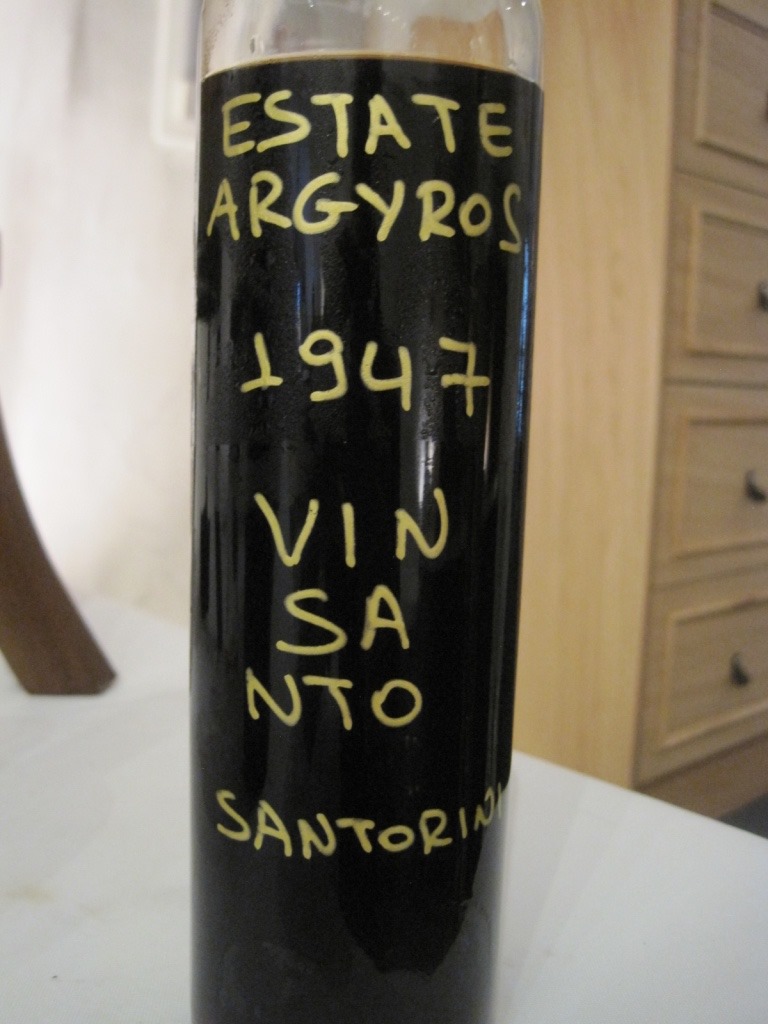 ESTATE
ARGYROS
1947
VIN
SA
NTO
SANTORINI